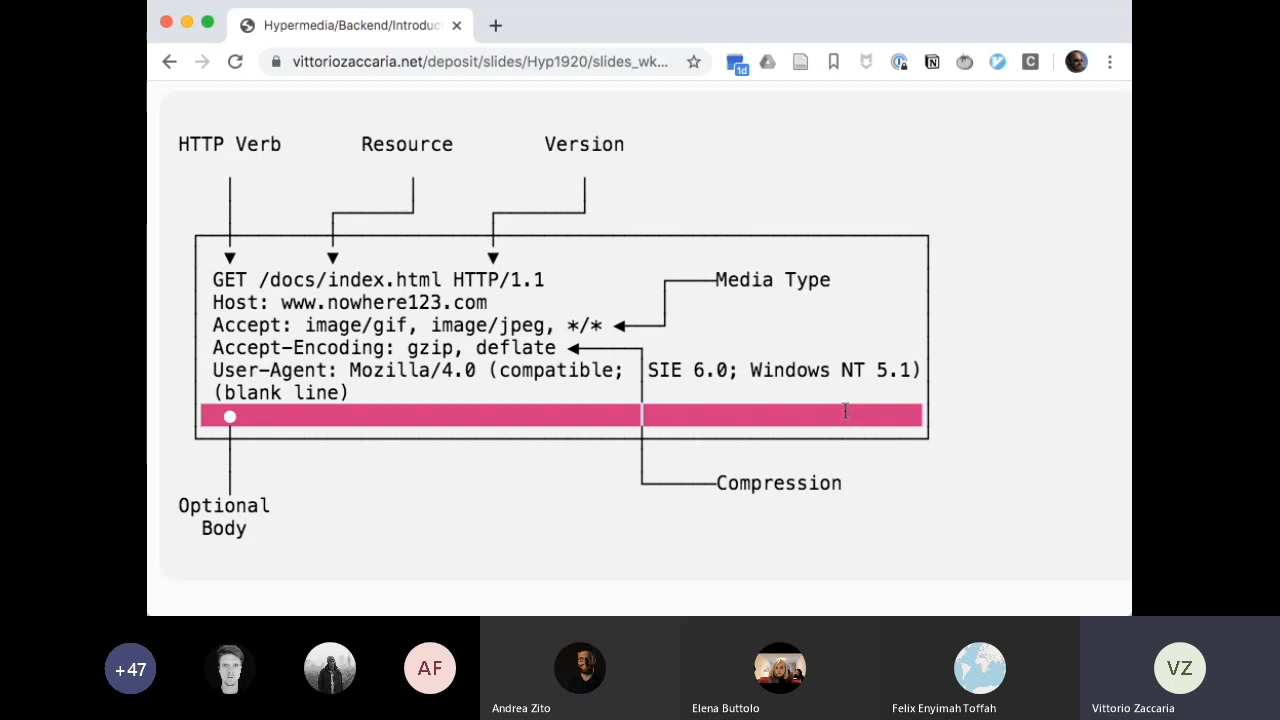 Hypermedia/Backend/Introduc
vittoriozaccaria.net/deposit/slides/Hyp1920/slides_wk...
1d
N
C
HTTP Verb Resource Version
GET /docs/index.html HTTP/1.1
Media Type
Host: www.nowhere123.com
Accept: image/gif, image/jpeg, */*
Accept-Encoding: gzip, deflate
User-Agent: Mozilla/4.0 (compatible; SIE 6.0; Windows NT 5.1)
(blank line)
Compression
Optional
Body
+47
AF
VZ
Andrea Zito
Elena Buttolo
Felix Enyimah Toffah
Vittorio Zaccaria